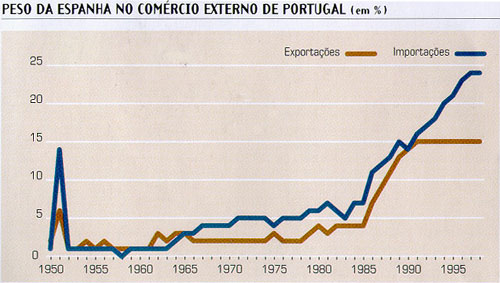 PESO DA ESPANHA NO COMÉRCIO EXTERNO DE PORTUGAL (em %)
Exportações Importações
25
20
15
10
5
0
1950 1955 1960 1965 1970 1975 1980 1985 1990 1995